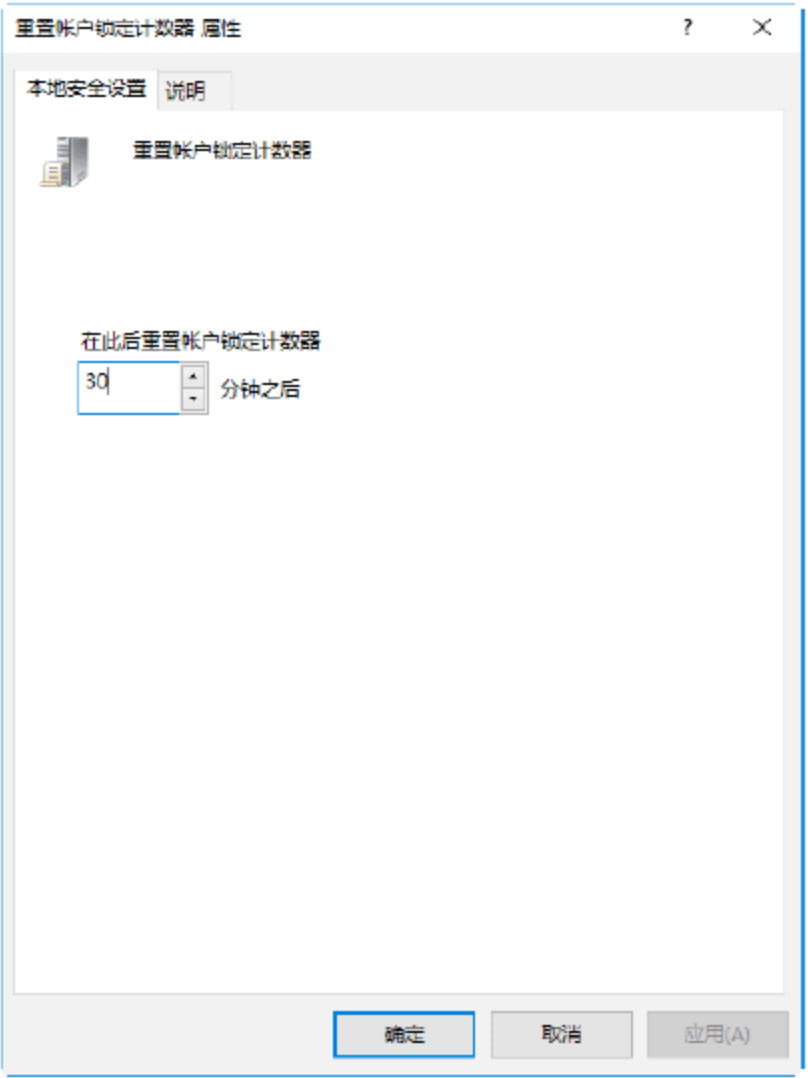 重置帐户锁定计数器 属性
?
本地安全设置 说明
重置帐户锁定计数器
在此后重置帐户锁定计数器
30 分钟之后
确定 取消 应用(A)